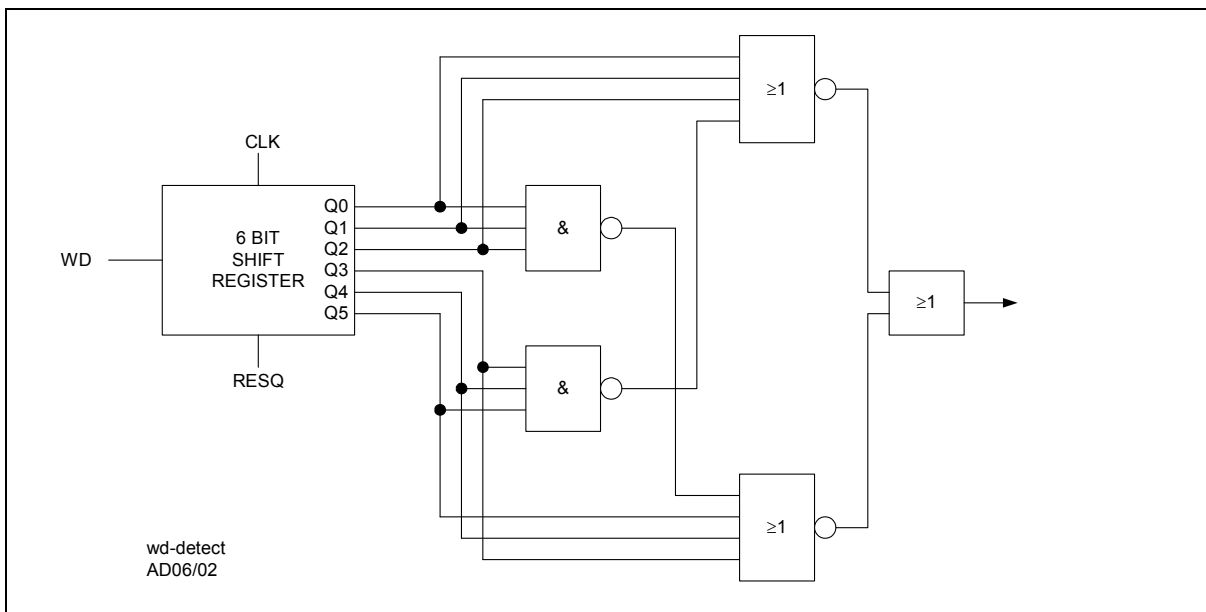 ≥1
CLK
Q0
Q1
Q2
Q3
Q4
Q5
6 BIT
SHIFT
REGISTER
&
WD
≥1
RESQ
&
≥1
wd-detect
AD06/02